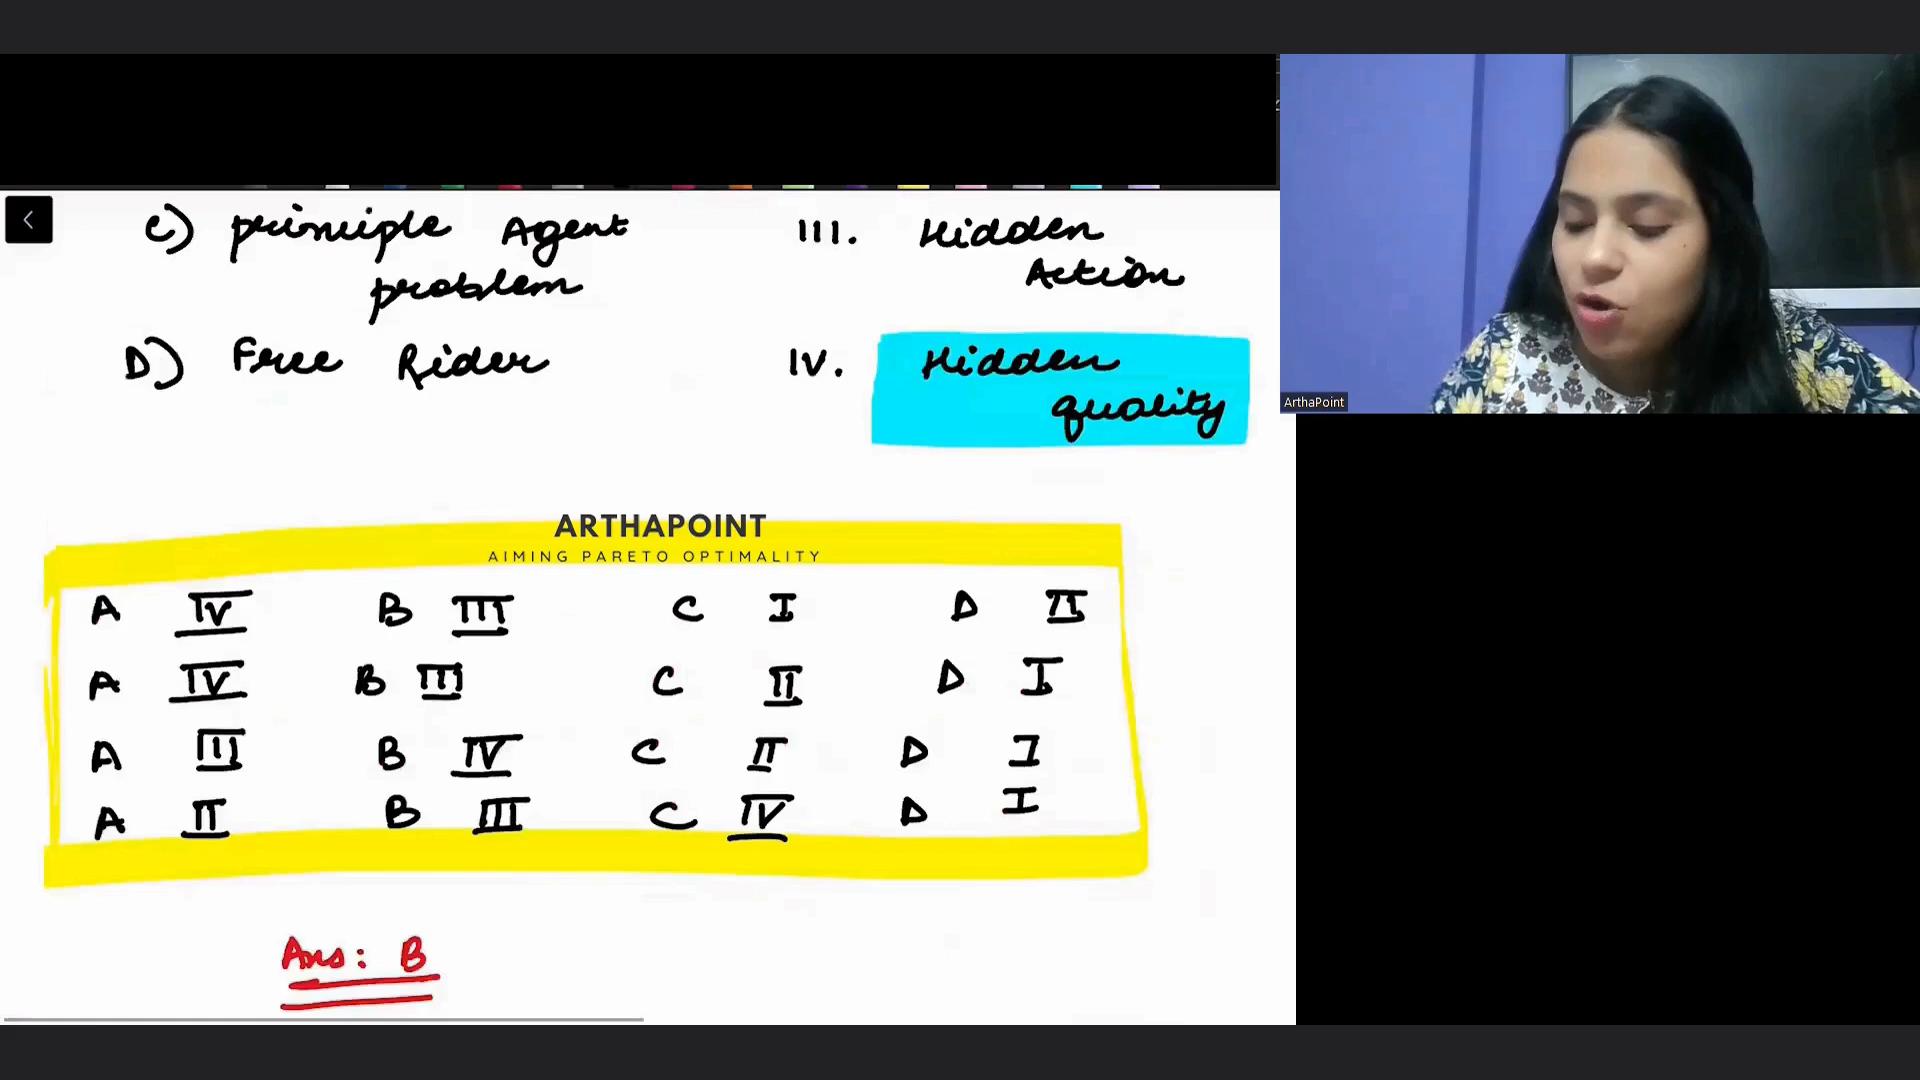 C) principle Agent III. Hidden
problem Action
D) Free Rider IV. Hidden
quality
ArthaPoint
ARTHAPOINT
AIMING PARETO OPTIMALITY
A IV B III C I D II
A IV B III C II D I
A III B IV C II D I
A II B III C IV D I
Ans: B